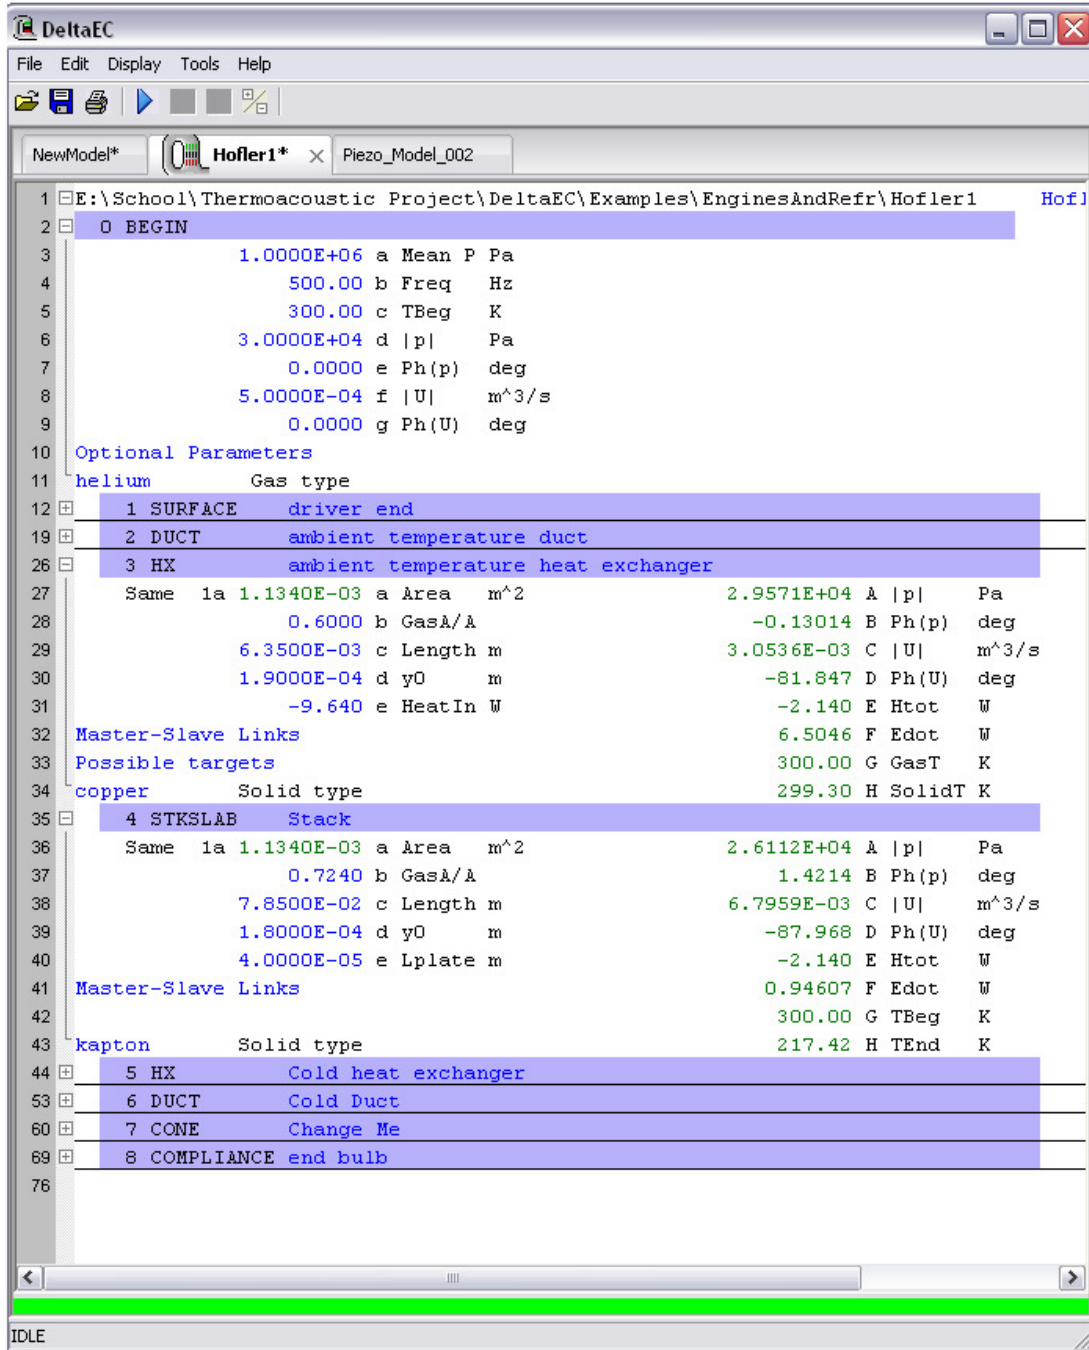 DeltaEC
File Edit Display Tools Help
NewModel* Hofler1* Piezo_Model_002
1 E:\School\Thermoacoustic Project\DeltaEC\Examples\EnginesAndRefr\Hofler1 Hofl
2 0 BEGIN
3 1.0000E+06 a Mean P Pa
4 500.00 b Freq Hz
5 300.00 c TBeg K
6 3.0000E+04 d |p| Pa
7 0.0000 e Ph(p) deg
8 5.0000E-04 f |U| m^3/s
9 0.0000 g Ph(U) deg
10 Optional Parameters
11 helium Gas type
12 1 SURFACE driver end
19 2 DUCT ambient temperature duct
26 3 HX ambient temperature heat exchanger
27 Same 1a 1.1340E-03 a Area m^2 2.9571E+04 A |p| Pa
28 0.6000 b GasA/A -0.13014 B Ph(p) deg
29 6.3500E-03 c Length m 3.0536E-03 C |U| m^3/s
30 1.9000E-04 d y0 m -81.847 D Ph(U) deg
31 -9.640 e HeatIn W -2.140 E Htot W
32 Master-Slave Links 6.5046 F Edot W
33 Possible targets 300.00 G GasT K
34 copper Solid type 299.30 H SolidT K
35 4 STKSLAB Stack
36 Same 1a 1.1340E-03 a Area m^2 2.6112E+04 A |p| Pa
37 0.7240 b GasA/A 1.4214 B Ph(p) deg
38 7.8500E-02 c Length m 6.7959E-03 C |U| m^3/s
39 1.8000E-04 d y0 m -87.968 D Ph(U) deg
40 4.0000E-05 e Lplate m -2.140 E Htot W
41 Master-Slave Links 0.94607 F Edot W
42 300.00 G TBeg K
43 kapton Solid type 217.42 H TEnd K
44 5 HX Cold heat exchanger
53 6 DUCT Cold Duct
60 7 CONE Change Me
69 8 COMPLIANCE end bulb
76
IDLE